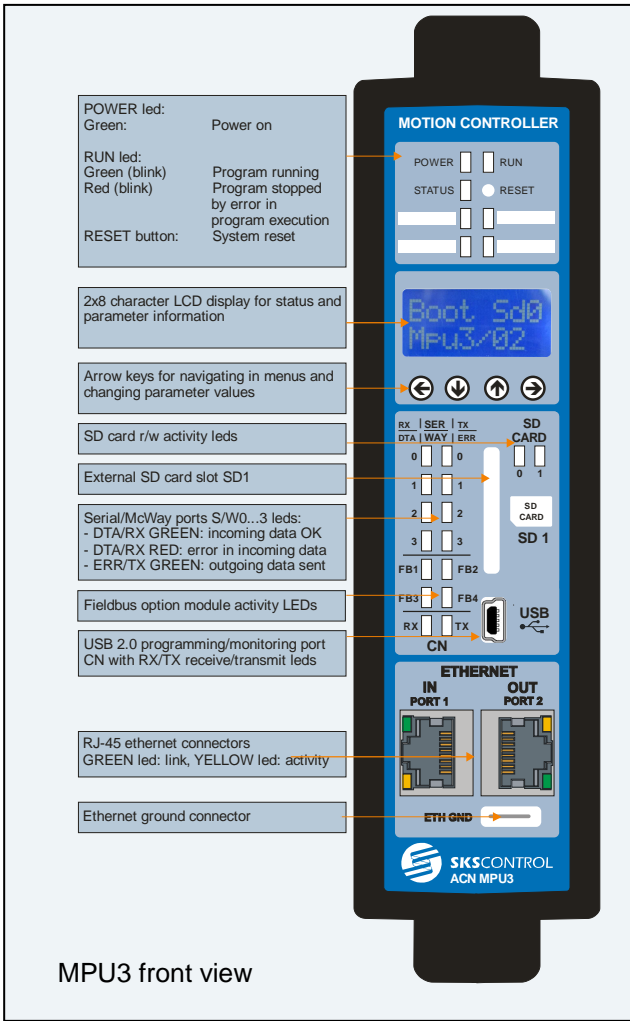 POWER led:
Green: Power on
RUN led:
Green (blink) Program running
Red (blink) Program stopped
by error in
program execution
RESET button: System reset
2x8 character LCD display for status and
parameter information
Arrow keys for navigating in menus and
changing parameter values
SD card r/w activity leds
External SD card slot SD1
Serial/McWay ports S/W0...3 leds:
- DTA/RX GREEN: incoming data OK
- DTA/RX RED: error in incoming data
- ERR/TX GREEN: outgoing data sent
Fieldbus option module activity LEDs
USB 2.0 programming/monitoring port
CN with RX/TX receive/transmit leds
RJ-45 ethernet connectors
GREEN led: link, YELLOW led: activity
Ethernet ground connector
MOTION CONTROLLER
POWER RUN
STATUS RESET
Boot Sd0
Mpu3/02
RX | SER | TX
DTA | WAY | ERR
0 0
1 1
2 2
3 3
FB1 FB2
FB3 FB4
RX TX
CN
SD
CARD
0 1
SD
CARD
SD 1
USB
ETHERNET
IN OUT
PORT 1 PORT 2
ETH GND
SKSCONTROL
ACN MPU3
MPU3 front view